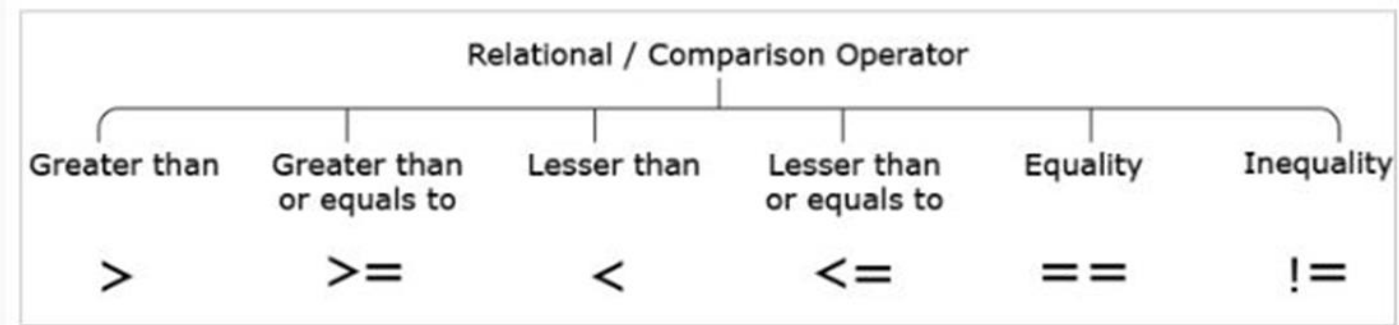 Relational / Comparison Operator
Greater than
Greater than
or equals to
Lesser than
Lesser than
or equals to
Equality
Inequality
>
>=
<
<=
==
!=